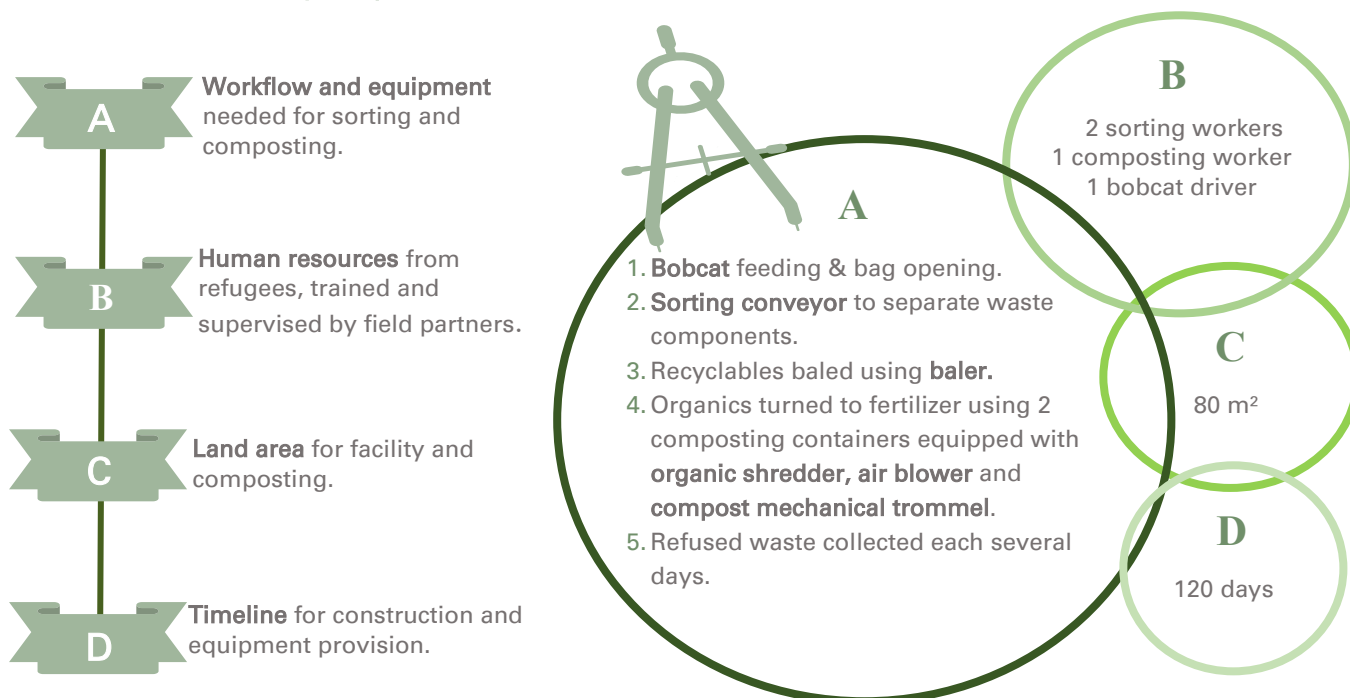 A
Workflow and equipment
needed for sorting and
composting.
B
Human resources from
refugees, trained and
supervised by field partners.
C
Land area for facility and
composting.
D
Timeline for construction and
equipment provision.
A
1. Bobcat feeding & bag opening.
2. Sorting conveyor to separate waste
components.
3. Recyclables baled using baler.
4. Organics turned to fertilizer using 2
composting containers equipped with
organic shredder, air blower and
compost mechanical trommel.
5. Refused waste collected each several
days.
B
2 sorting workers
1 composting worker
1 bobcat driver
C
80 m²
D
120 days